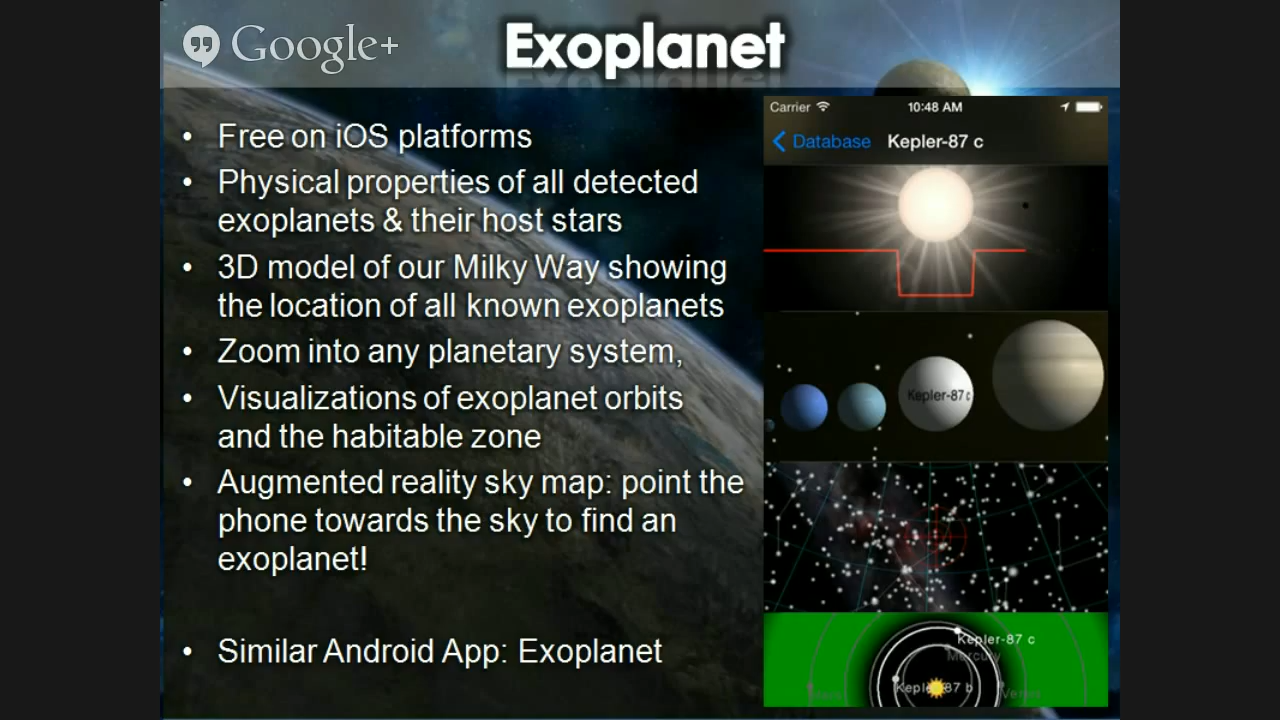 Google+
Exoplanet
• Free on iOS platforms
• Physical properties of all detected
exoplanets & their host stars
• 3D model of our Milky Way showing
the location of all known exoplanets
• Zoom into any planetary system,
• Visualizations of exoplanet orbits
and the habitable zone
• Augmented reality sky map: point the
phone towards the sky to find an
exoplanet!
• Similar Android App: Exoplanet
Carrier 10:48 AM
Database Kepler-87 c
Kepler-87 c
Kepler-87 c
Mercury
Kepler-87 b
Venus